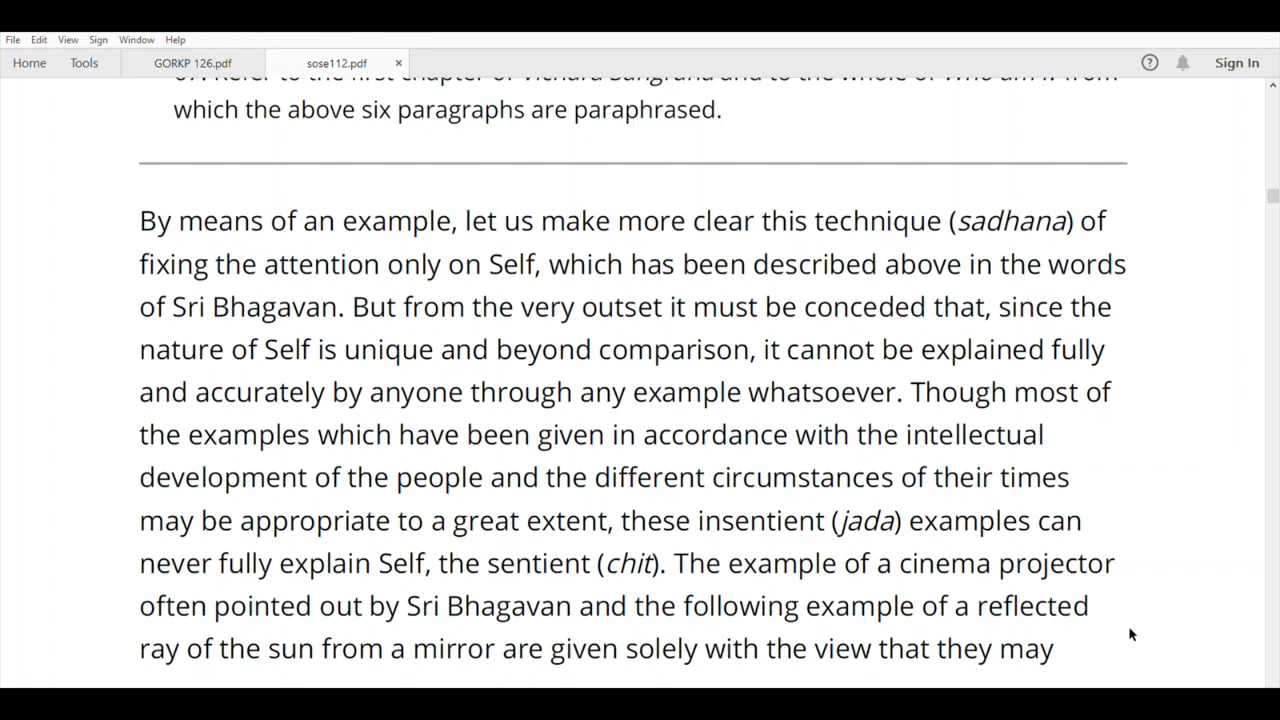 File Edit View Sign Window Help
Home Tools GORKP 126.pdf sose112.pdf × Sign In
which the above six paragraphs are paraphrased.
By means of an example, let us make more clear this technique (sadhana) of
fixing the attention only on Self, which has been described above in the words
of Sri Bhagavan. But from the very outset it must be conceded that, since the
nature of Self is unique and beyond comparison, it cannot be explained fully
and accurately by anyone through any example whatsoever. Though most of
the examples which have been given in accordance with the intellectual
development of the people and the different circumstances of their times
may be appropriate to a great extent, these insentient (jada) examples can
never fully explain Self, the sentient (chit). The example of a cinema projector
often pointed out by Sri Bhagavan and the following example of a reflected
ray of the sun from a mirror are given solely with the view that they may